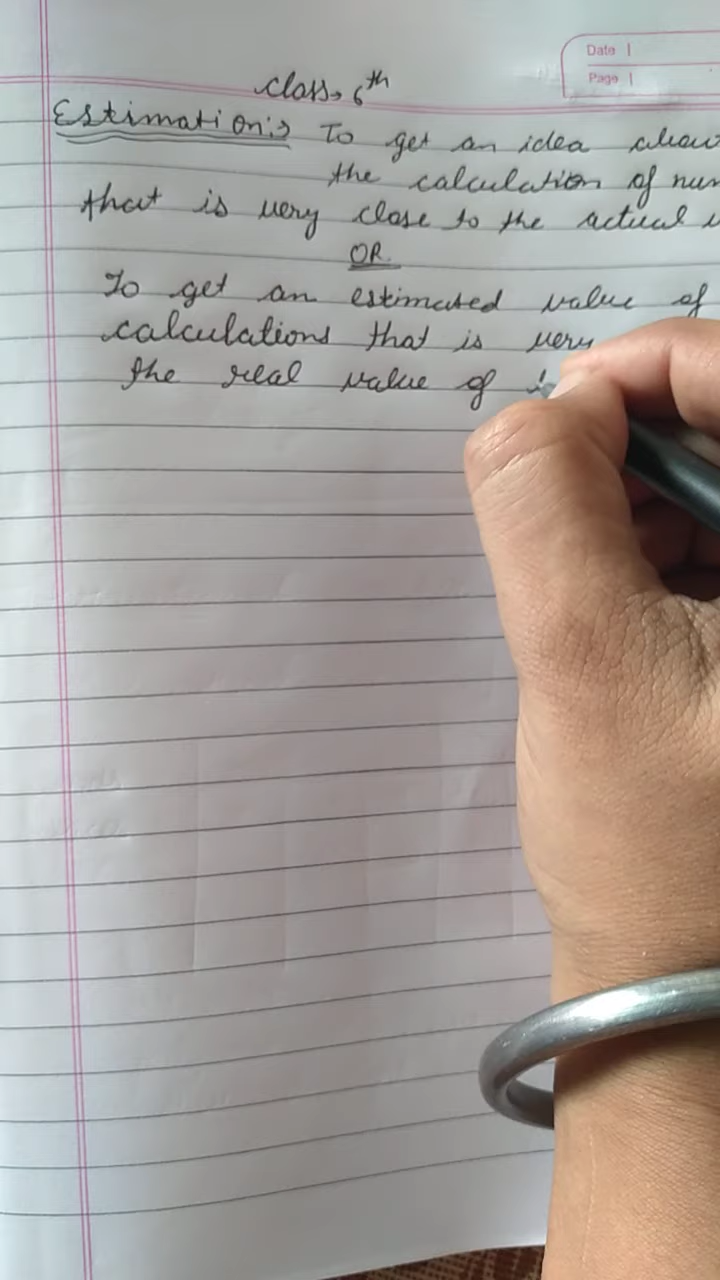 Date
Page
class → 6th
Estimation:→ To get an idea
the calculation of
that is very close to the actual
OR
To get an estimated value of
calculations that is very
the real value of